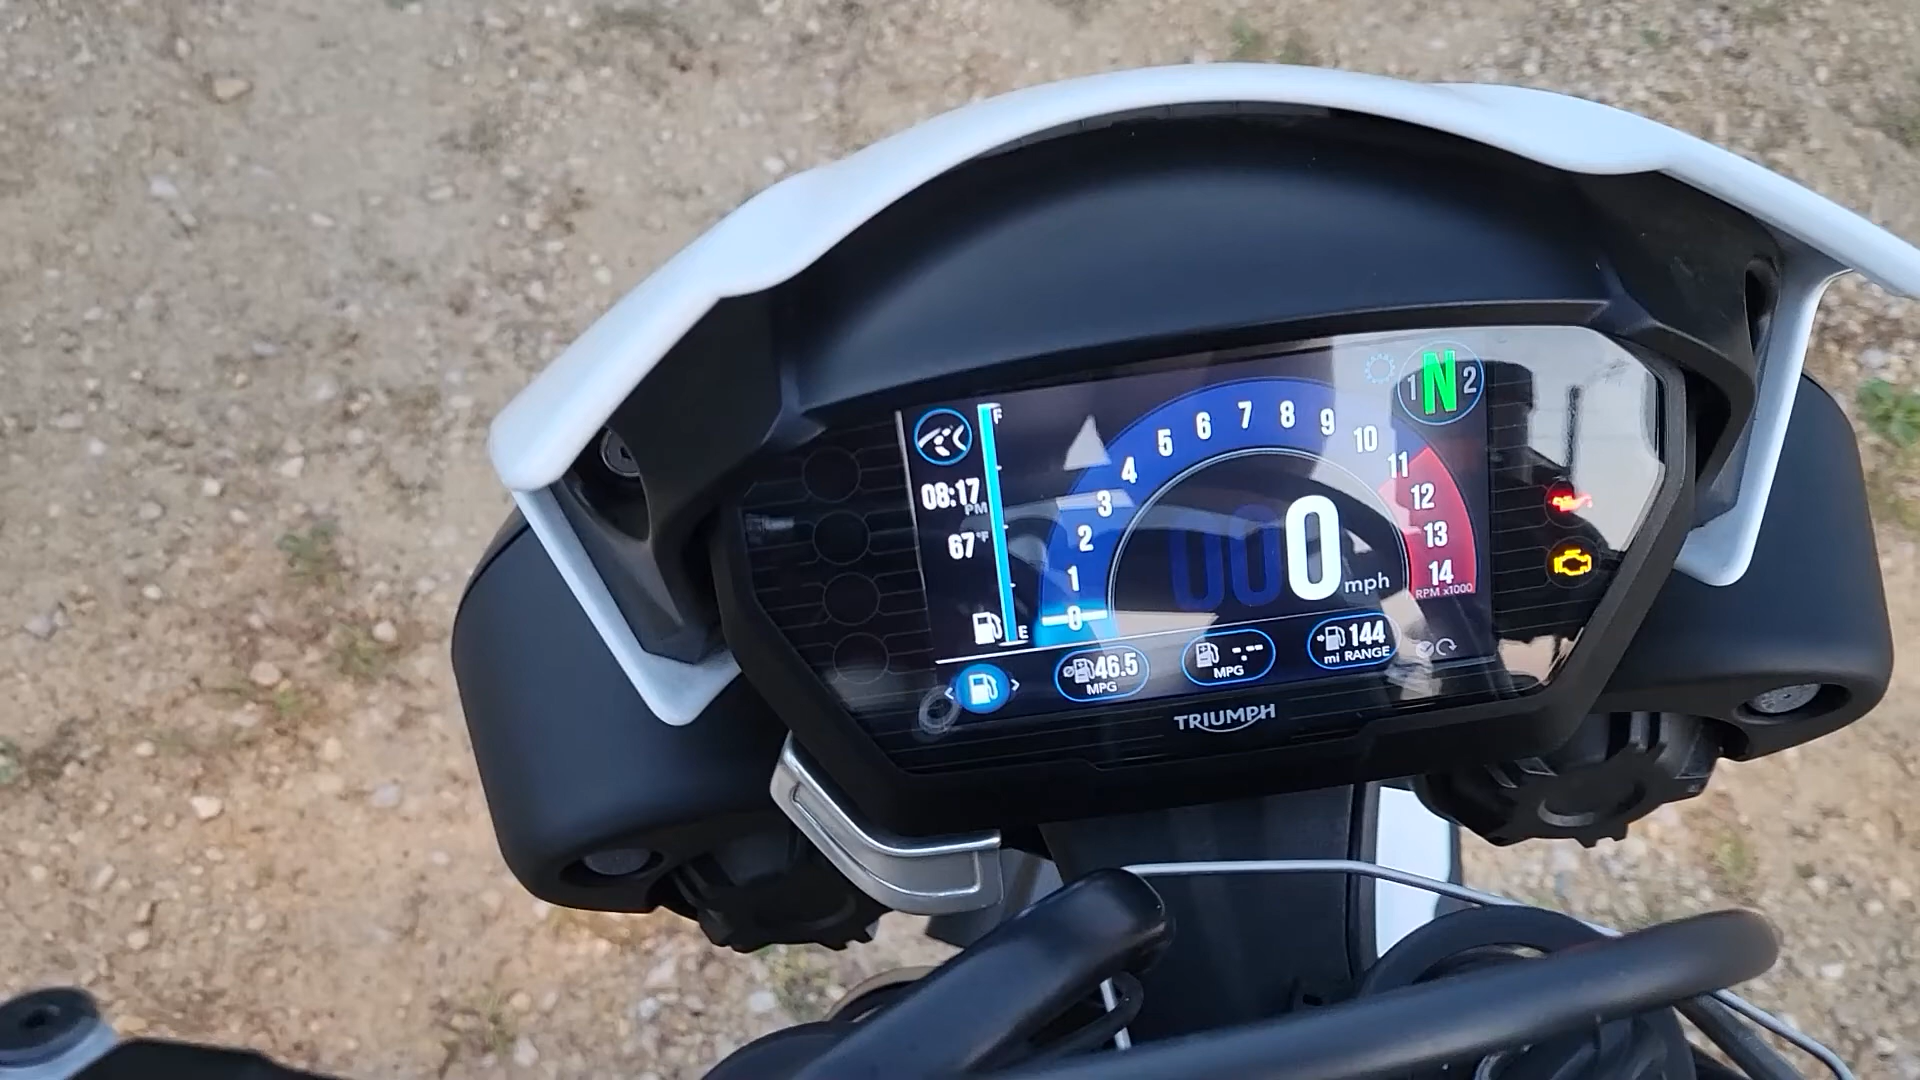 1 N 2
F
08:17
PM
67°F
E
0 1 2 3 4 5 6 7 8 9 10 11 12 13 14
RPM x1000
000 mph
46.5
MPG
-.--
MPG
144
mi RANGE
TRIUMPH